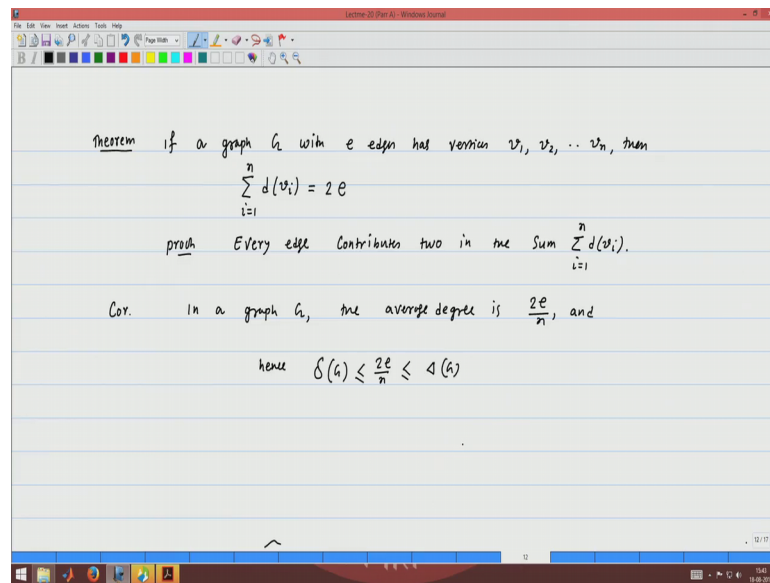 Lecture-20 (Part A) - Windows Journal
File Edit View Insert Actions Tools Help
Page Width
B I
Theorem If a graph G with e edges has vertices v₁, v₂, .. vₙ, then
n
∑ d(vᵢ) = 2e
i=1
proof Every edge contributes two in the sum ∑ⁿᵢ₌₁ d(vᵢ).
Cor. In a graph G, the average degree is 2e/n, and
hence δ(G) ≤ 2e/n ≤ Δ(G)
12/17
12
15:43